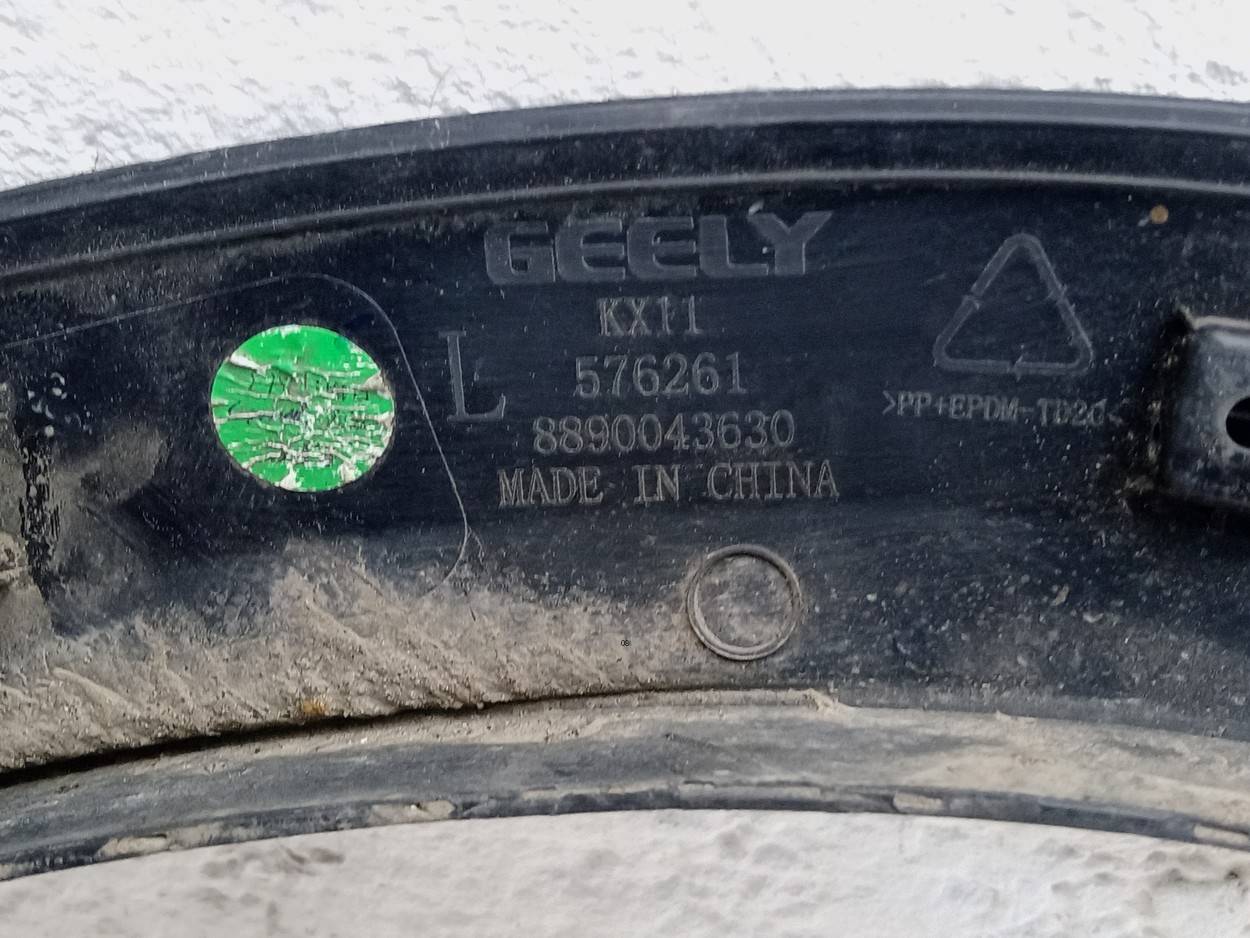 GEELY
KX11
L
576261
8890043630
MADE IN CHINA
>PP+EPDM-TD20<